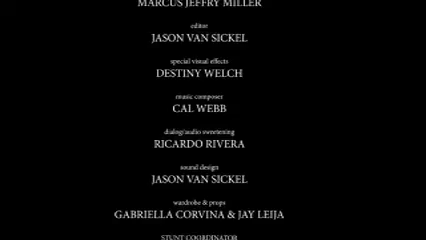 MARCUS JEFFRY MILLER
editor
JASON VAN SICKEL
special visual effects
DESTINY WELCH
music composer
CAL WEBB
dialog/audio sweetening
RICARDO RIVERA
sound design
JASON VAN SICKEL
wardrobe & props
GABRIELLA CORVINA & JAY LEIJA
STUNT COORDINATOR